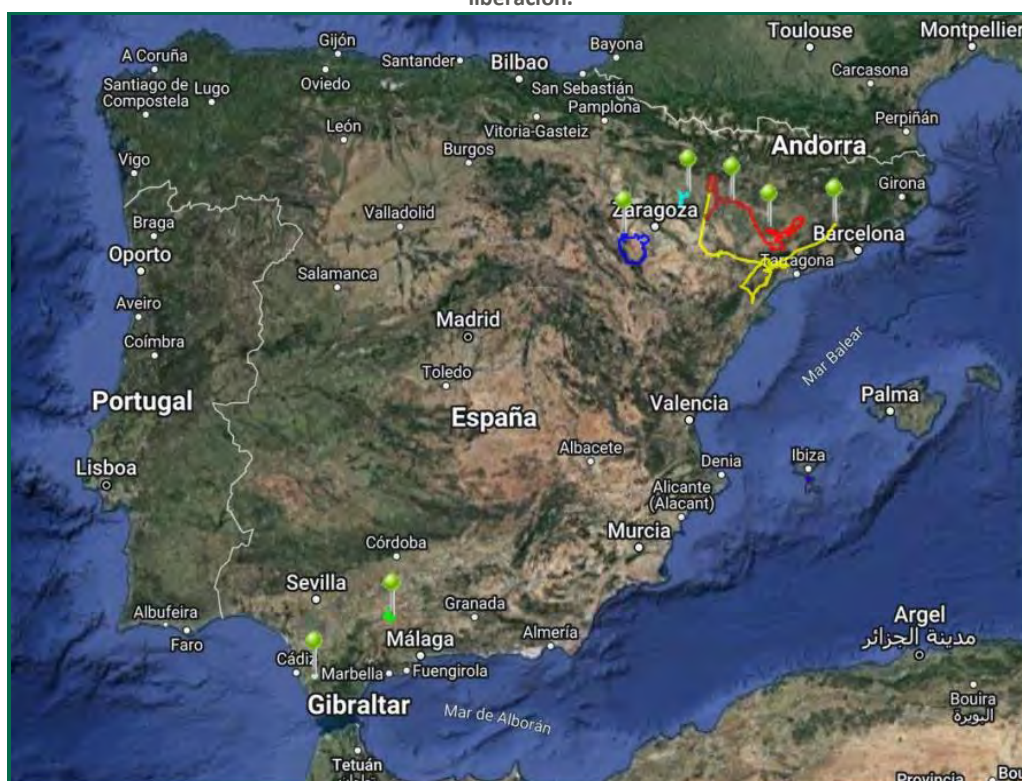 liberación.
Toulouse
Montpellier
Gijón
Bayona
A Coruña
Santander
Bilbao
Carcasona
Oviedo
San Sebastián
Santiago de
Compostela
Lugo
Pamplona
Perpiñán
León
Vitoria-Gasteiz
Andorra
Vigo
Burgos
Girona
Braga
Valladolid
Zaragoza
Barcelona
Oporto
Tarragona
Salamanca
Aveiro
Madrid
Coímbra
Mar Balear
Toledo
Portugal
España
Valencia
Palma
Albacete
Ibiza
Lisboa
Denia
Alicante
(Alacant)
Murcia
Córdoba
Sevilla
Granada
Albufeira
Argel
Faro
Málaga
Almería
مدينة الجزائر
Cádiz
Marbella
Fuengirola
Gibraltar
Bouira
البويرة
Mar de Alborán
Tetuán
Provincia
Bou